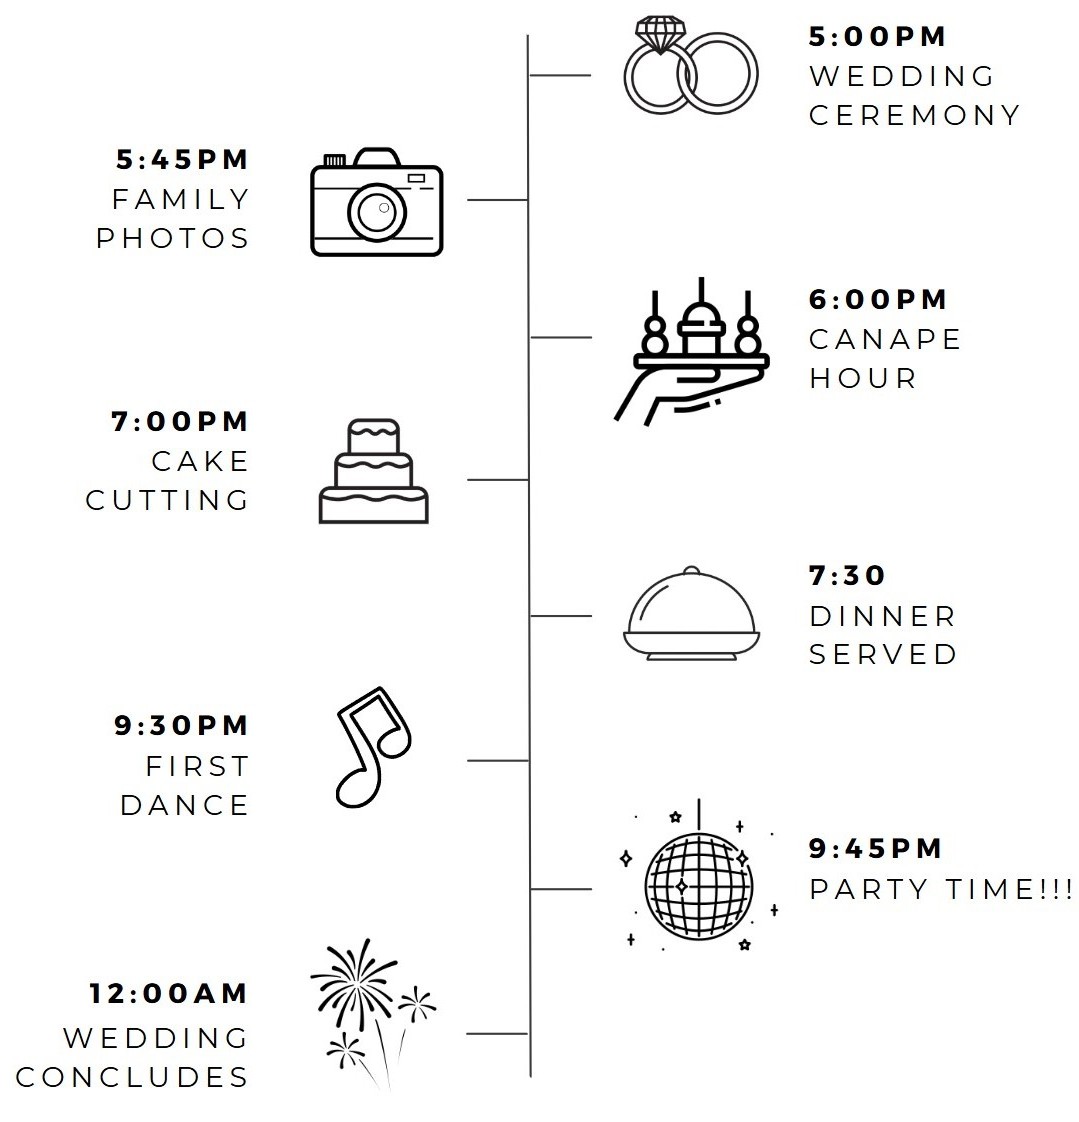 5:00PM
WEDDING
CEREMONY
5:45PM
FAMILY
PHOTOS
6:00PM
CANAPE
HOUR
7:00PM
CAKE
CUTTING
7:30
DINNER
SERVED
9:30PM
FIRST
DANCE
9:45PM
PARTY TIME!!!
12:00AM
WEDDING
CONCLUDES